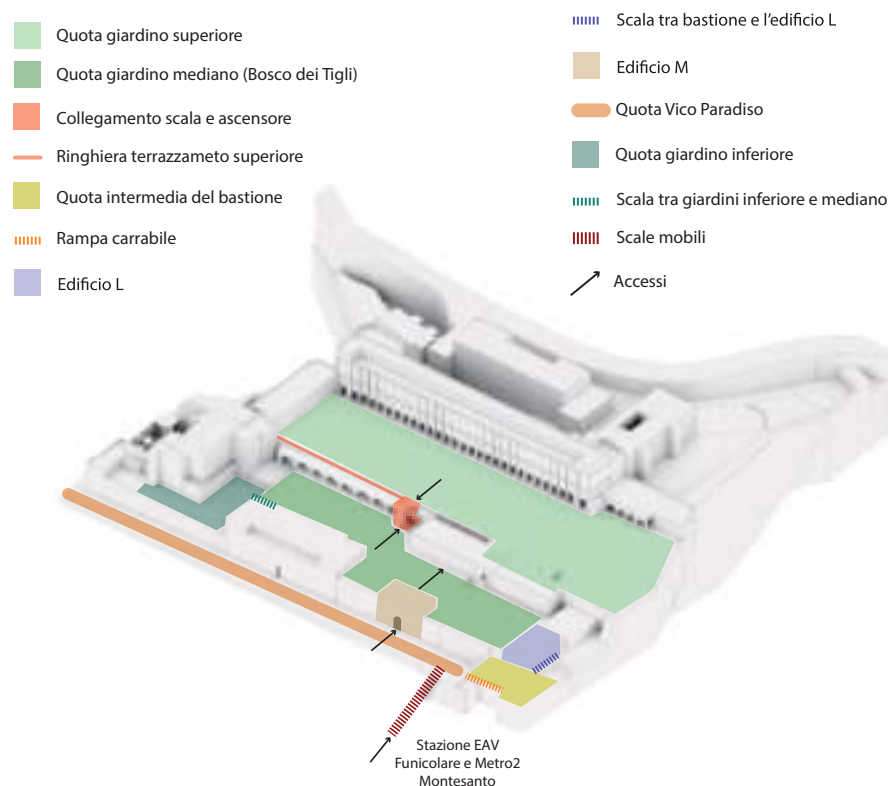 Quota giardino superiore
Quota giardino mediano (Bosco dei Tigli)
Collegamento scala e ascensore
Ringhiera terrazzameto superiore
Quota intermedia del bastione
Rampa carrabile
Edificio L
Scala tra bastione e l'edificio L
Edificio M
Quota Vico Paradiso
Quota giardino inferiore
Scala tra giardini inferiore e mediano
Scale mobili
Accessi
Stazione EAV
Funicolare e Metro2
Montesanto